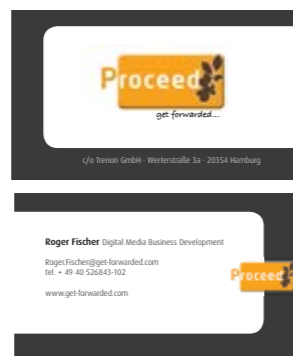 Proceed
get forwarded...
c/o Trenon GmbH · Werterstraße 3a · 20354 Hamburg
Roger Fischer Digital Media Business Development
Roger.Fischer@get-forwarded.com
tel. + 49 40 526843-102
Proceed
www.get-forwarded.com